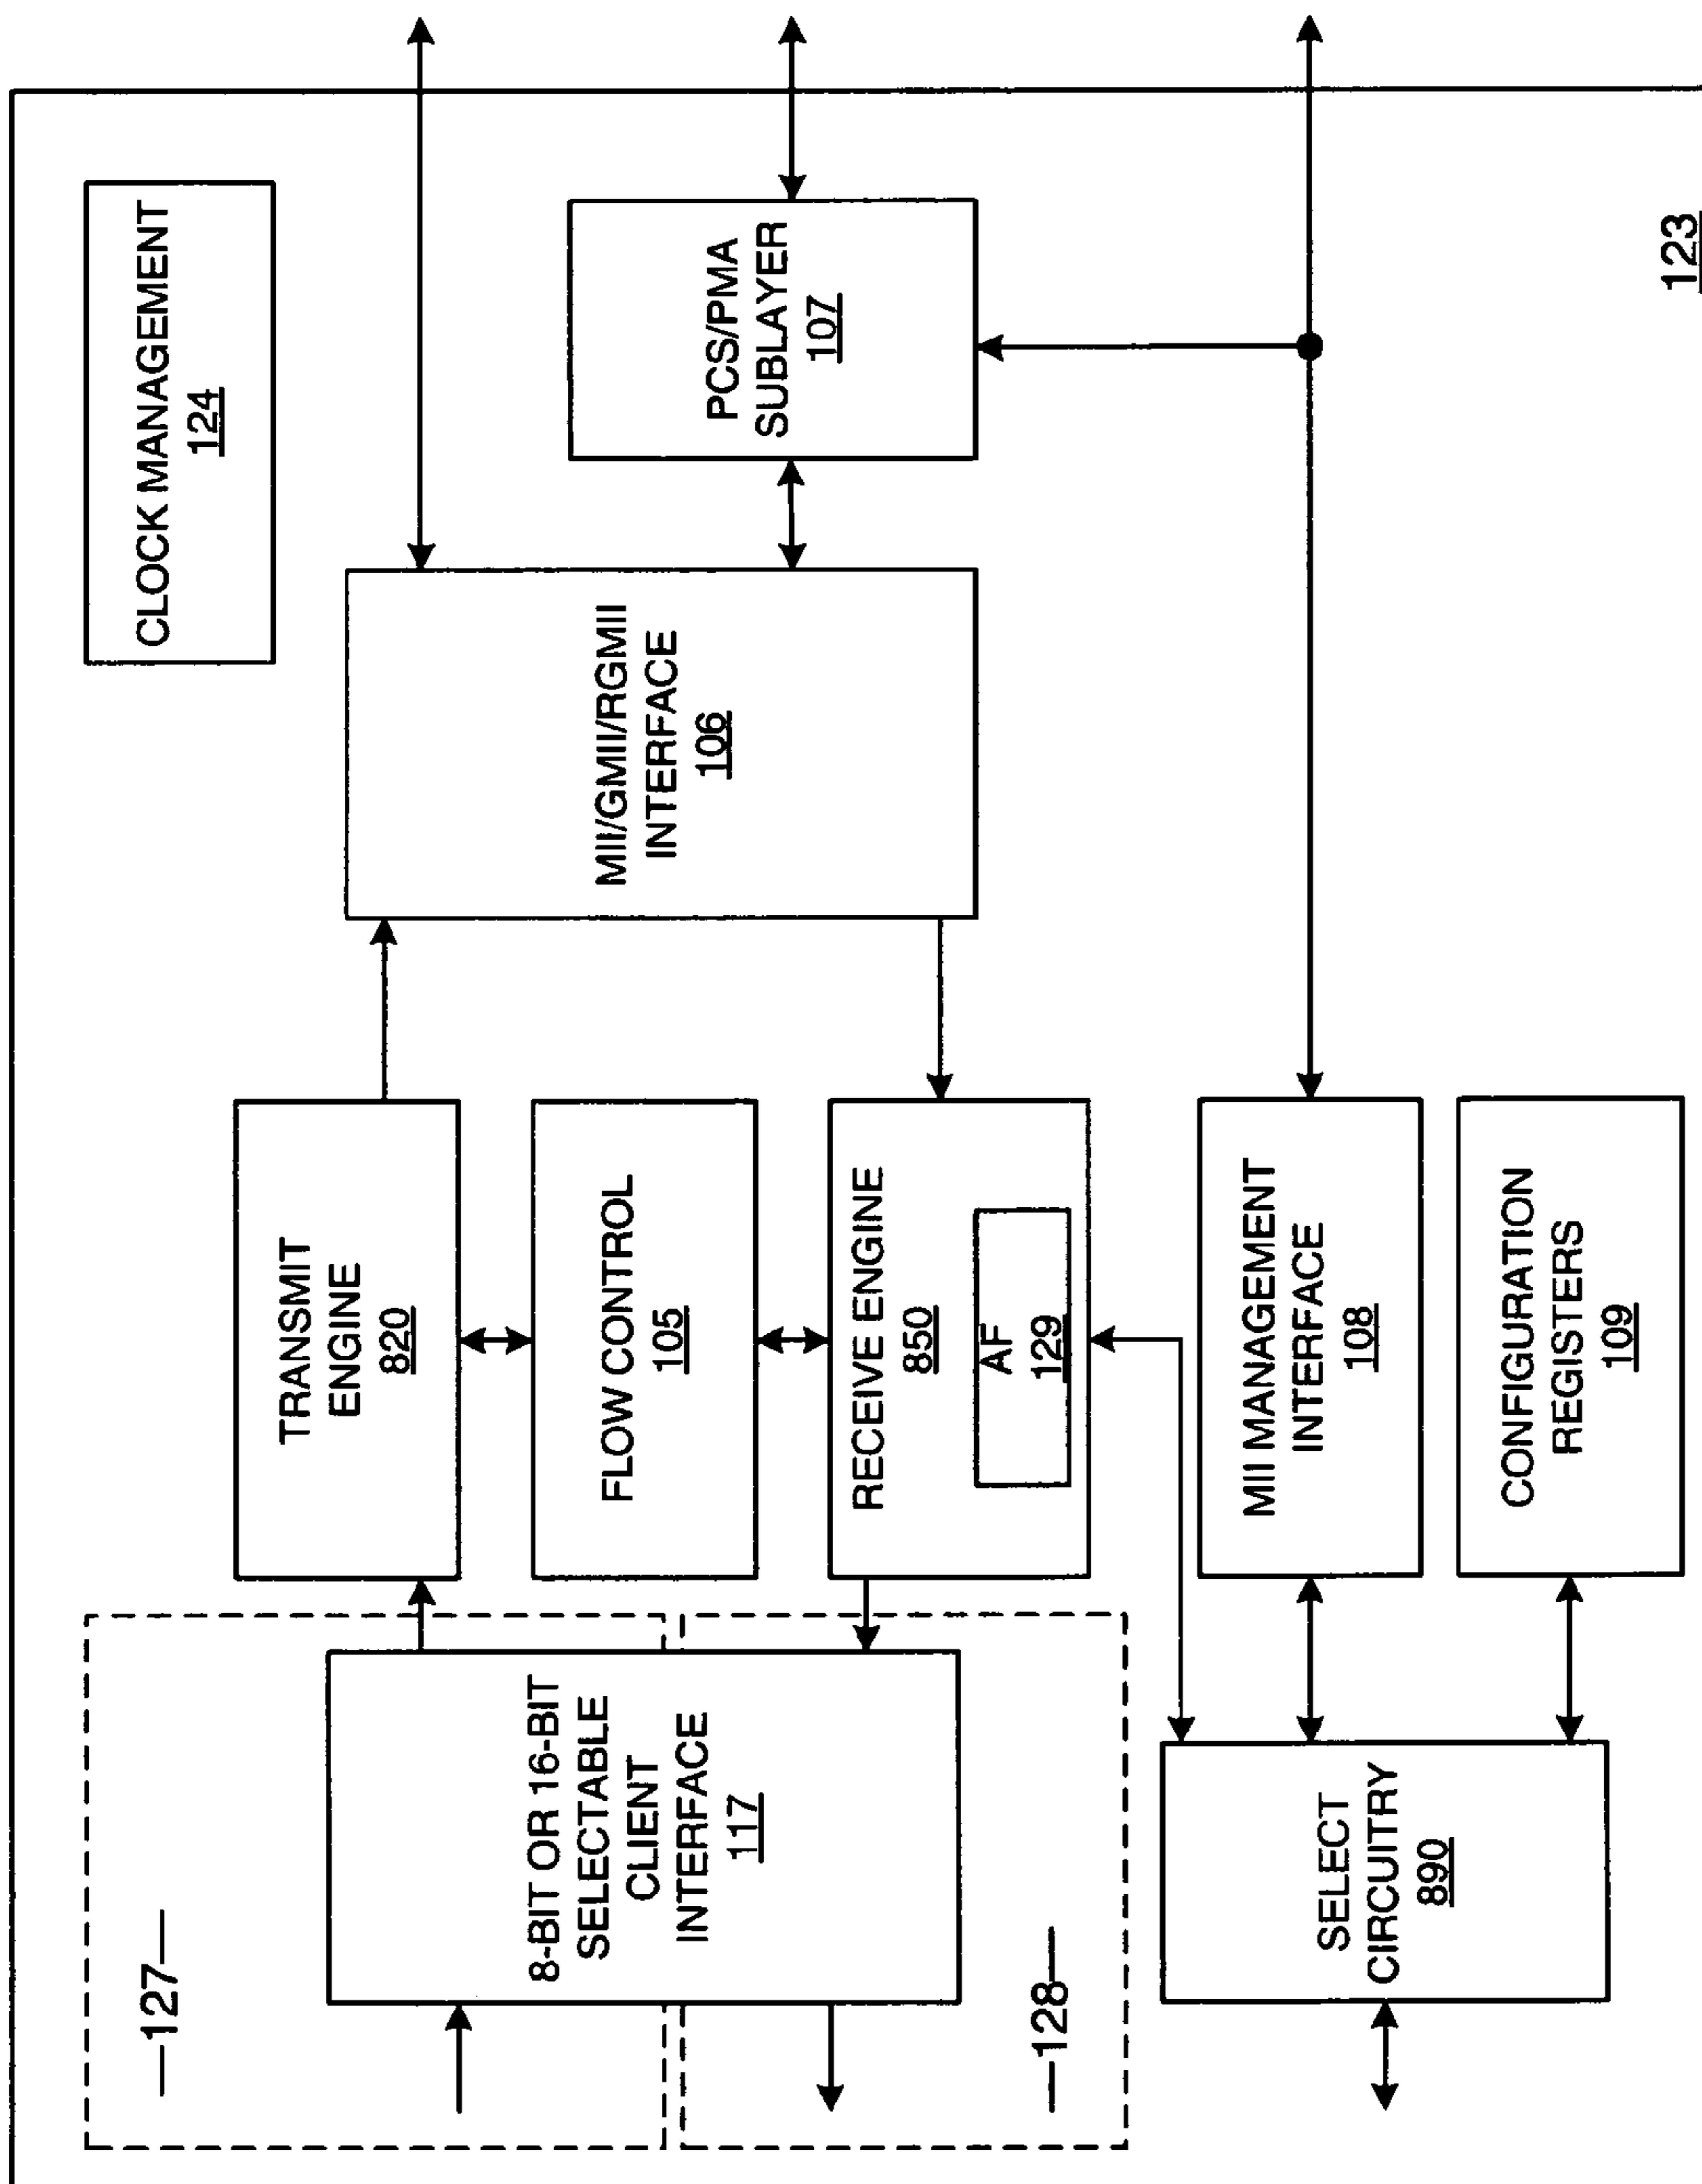 —127—
8-BIT OR 16-BIT
SELECTABLE
CLIENT
INTERFACE
117
—128—
SELECT
CIRCUITRY
890
TRANSMIT
ENGINE
820
FLOW CONTROL
105
RECEIVE ENGINE
850
AF
129
MII MANAGEMENT
INTERFACE
108
CONFIGURATION
REGISTERS
109
MII/GMII/RGMII
INTERFACE
106
CLOCK MANAGEMENT
124
PCS/PMA
SUBLAYER
107
123